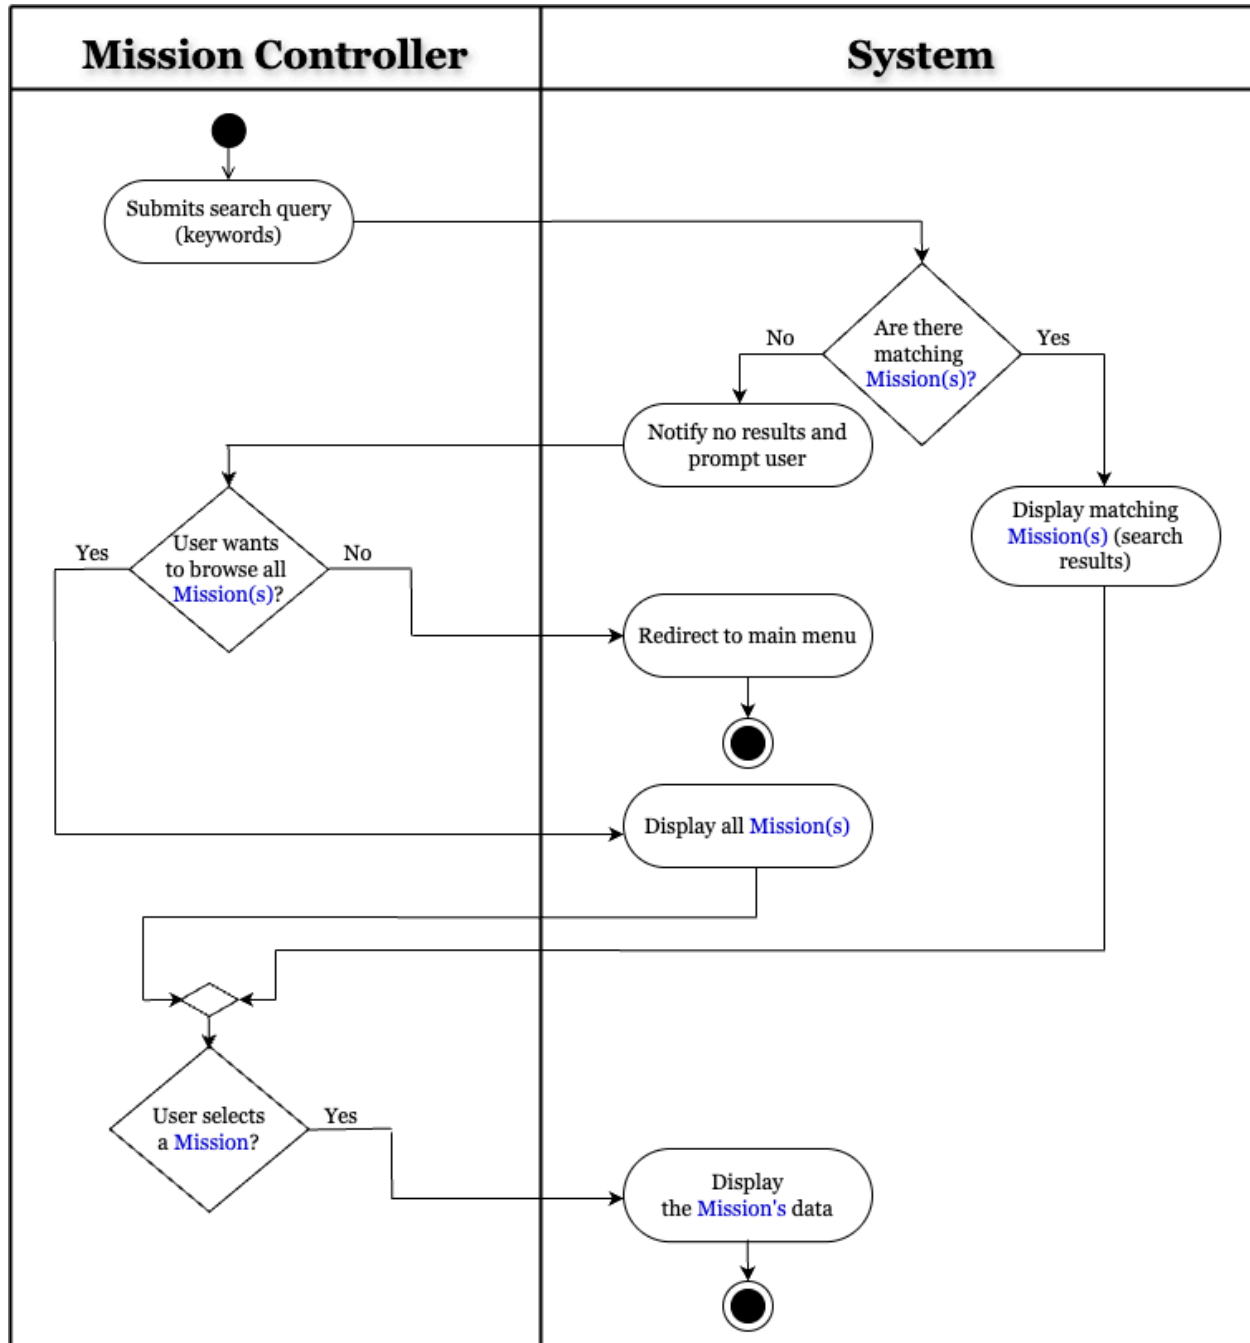 Mission Controller
System
Submits search query
(keywords)
Are there
matching
Mission(s)?
No
Yes
Notify no results and
prompt user
Display matching
Mission(s) (search
results)
User wants
to browse all
Mission(s)?
Yes
No
Redirect to main menu
Display all Mission(s)
User selects
a Mission?
Yes
Display
the Mission's data